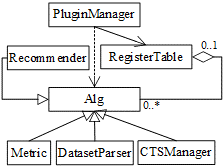 PluginManager
Recommender
RegisterTable
0..1
Alg
0..*
Metric
DatasetParser
CTSManager